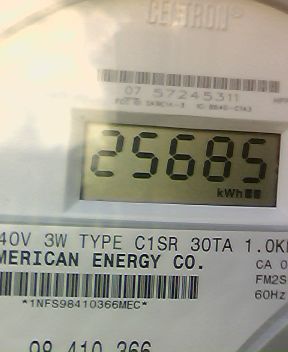 CELTRON®
07 57245311
25685
kWh
40V 3W TYPE C1SR 30TA 1.0K
MERICAN ENERGY CO.
CA 0
FM2S
60Hz
*1NFS98410366MEC*
98 410 366